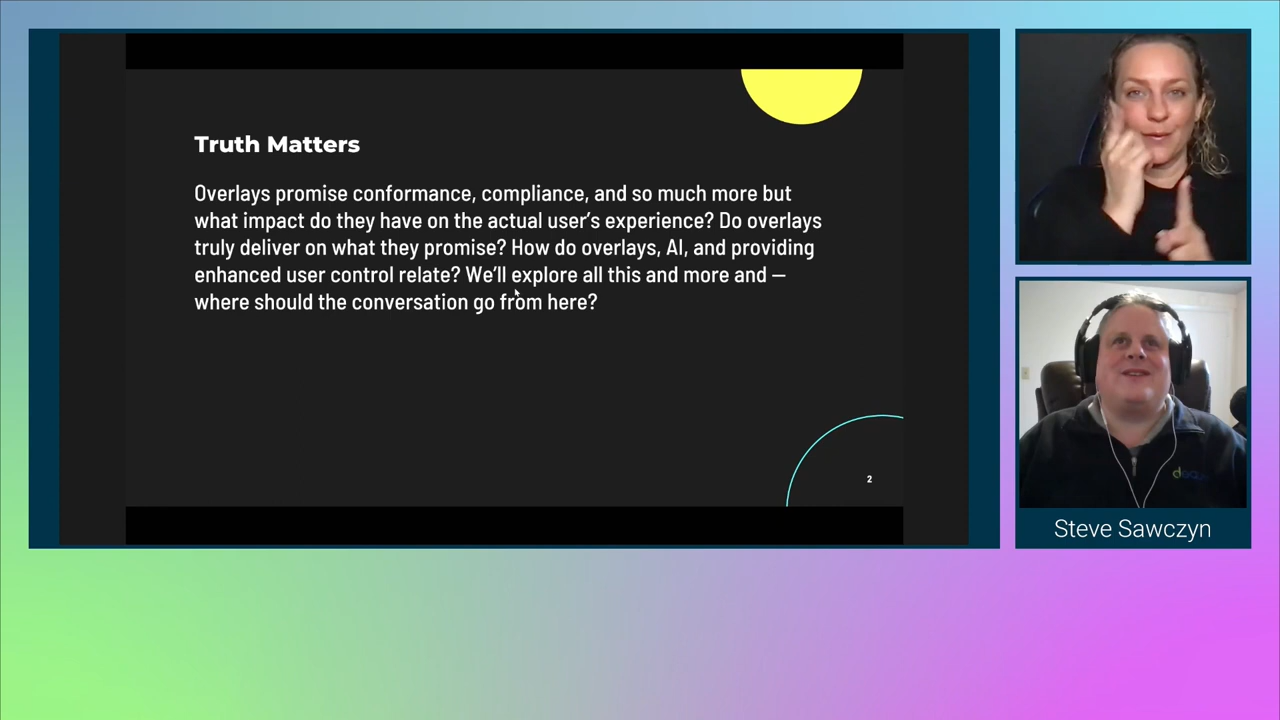 Truth Matters
Overlays promise conformance, compliance, and so much more but
what impact do they have on the actual user's experience? Do overlays
truly deliver on what they promise? How do overlays, AI, and providing
enhanced user control relate? We'll explore all this and more and —
where should the conversation go from here?
2
Steve Sawczyn